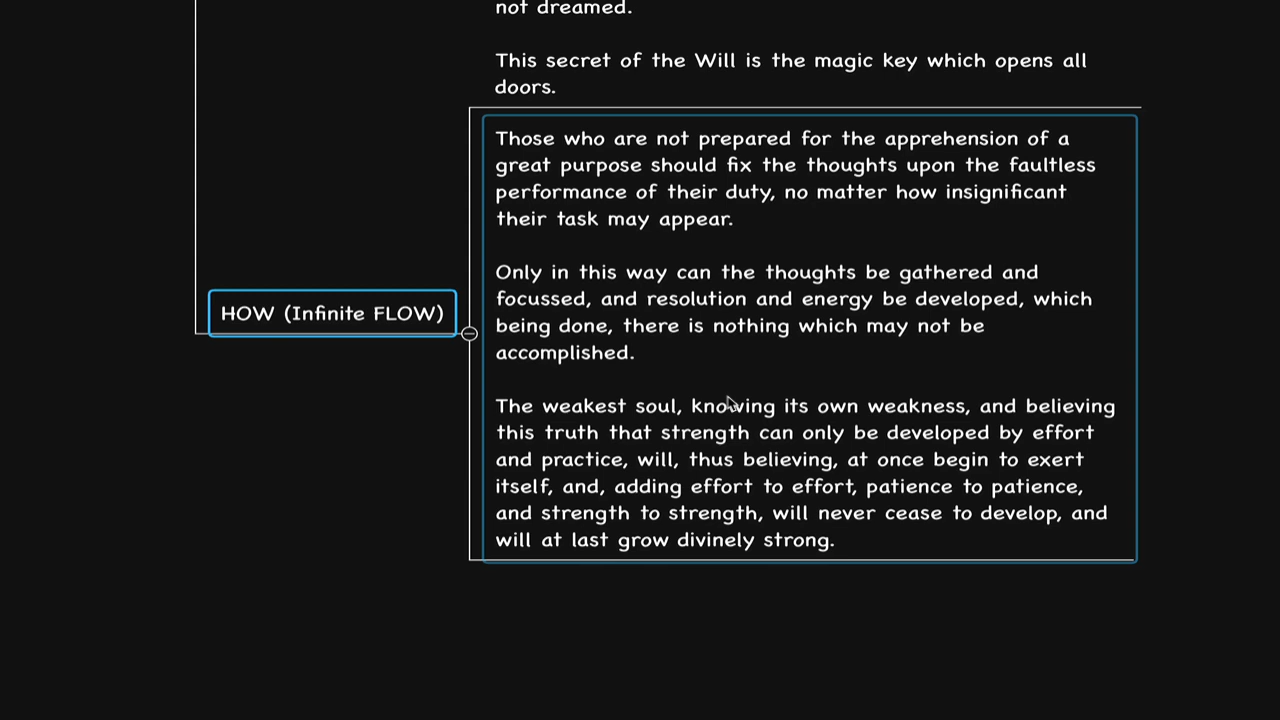 not dreamed.
This secret of the Will is the magic key which opens all
doors.
Those who are not prepared for the apprehension of a
great purpose should fix the thoughts upon the faultless
performance of their duty, no matter how insignificant
their task may appear.
Only in this way can the thoughts be gathered and
focussed, and resolution and energy be developed, which
being done, there is nothing which may not be
accomplished.
The weakest soul, knowing its own weakness, and believing
this truth that strength can only be developed by effort
and practice, will, thus believing, at once begin to exert
itself, and, adding effort to effort, patience to patience,
and strength to strength, will never cease to develop, and
will at last grow divinely strong.
HOW (Infinite FLOW)